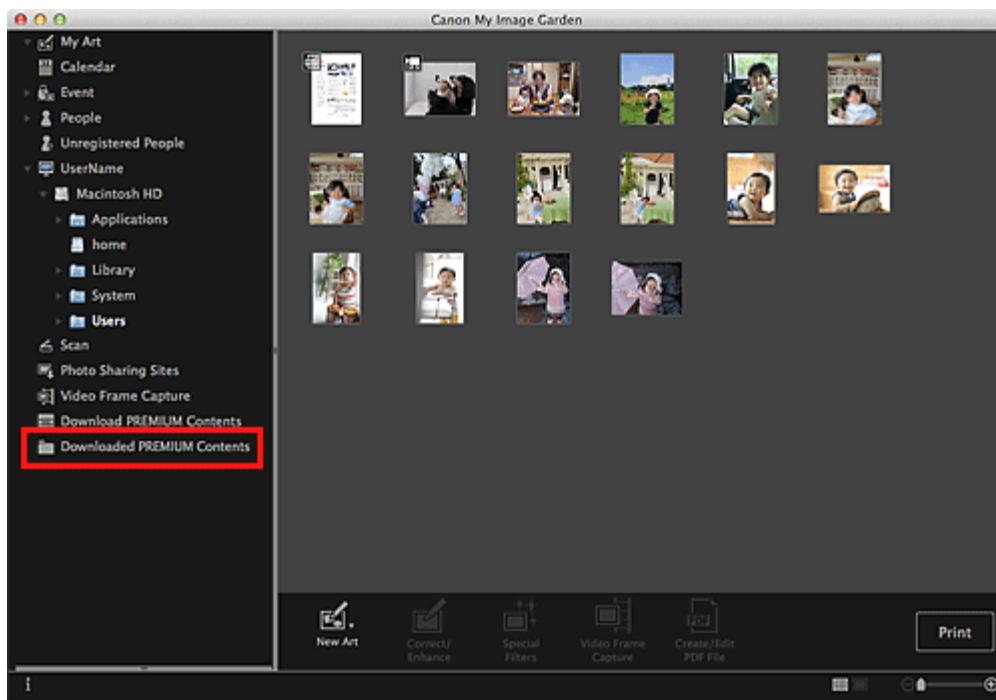 Canon My Image Garden
My Art
Calendar
Event
People
Unregistered People
UserName
Macintosh HD
Applications
home
Library
System
Users
Scan
Photo Sharing Sites
Video Frame Capture
Download PREMIUM Contents
Downloaded PREMIUM Contents
New Art
Correct/
Enhance
Special
Filters
Video Frame
Capture
PDF
Create/Edit
PDF File
Print